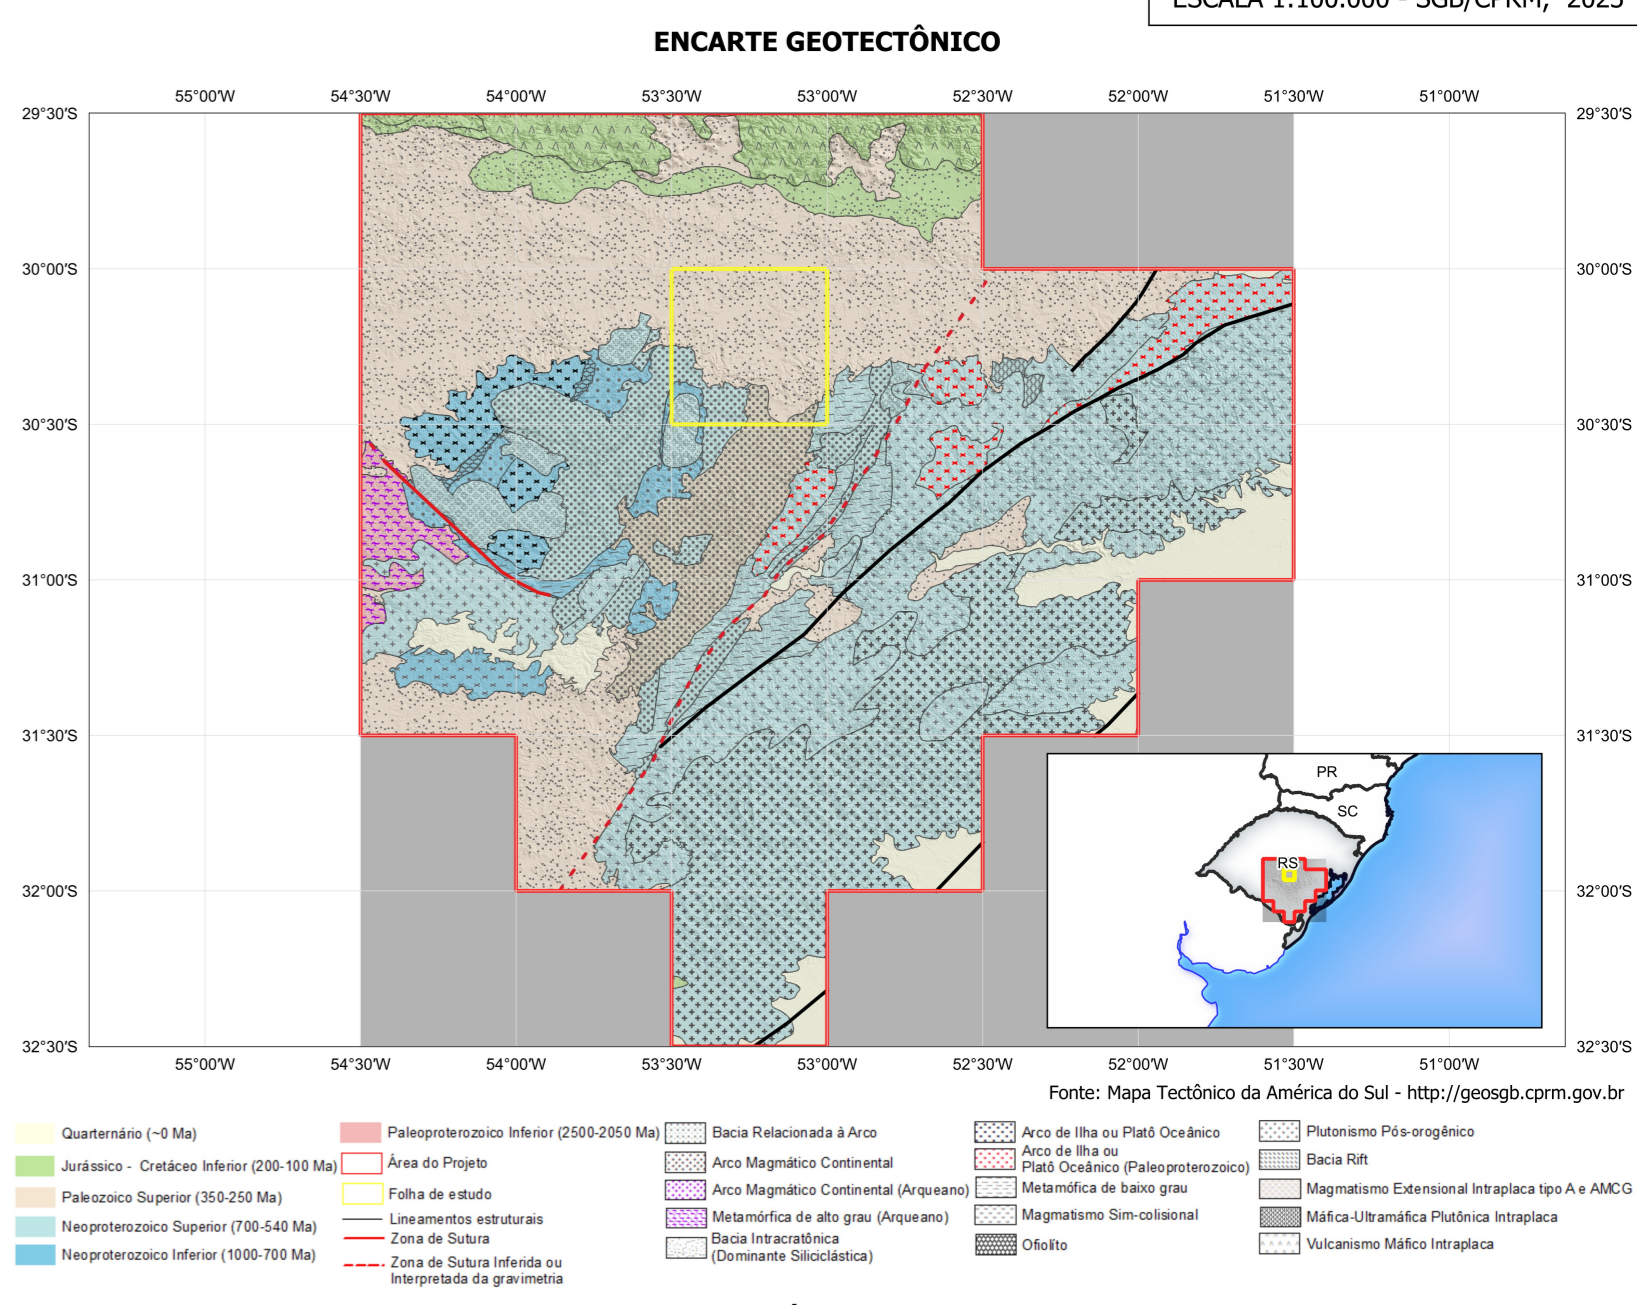 ESCALA 1:100.000 - SGB/CPRM, 2023
ENCARTE GEOTECTÔNICO
55°00'W 54°30'W 54°00'W 53°30'W 53°00'W 52°30'W 52°00'W 51°30'W 51°00'W
29°30'S 29°30'S
30°00'S 30°00'S
30°30'S 30°30'S
31°00'S 31°00'S
31°30'S 31°30'S
PR
SC
RS
32°00'S 32°00'S
32°30'S 32°30'S
55°00'W 54°30'W 54°00'W 53°30'W 53°00'W 52°30'W 52°00'W 51°30'W 51°00'W
Fonte: Mapa Tectônico da América do Sul - http://geosgb.cprm.gov.br
Quarternário (~0 Ma)
Jurássico - Cretáceo Inferior (200-100 Ma)
Paleozoico Superior (350-250 Ma)
Neoproterozoico Superior (700-540 Ma)
Neoproterozoico Inferior (1000-700 Ma)
Paleoproterozoico Inferior (2500-2050 Ma)
Área do Projeto
Folha de estudo
Lineamentos estruturais
Zona de Sutura
Zona de Sutura Inferida ou
Interpretada da gravimetria
Bacia Relacionada à Arco
Arco Magmático Continental
Arco Magmático Continental (Arqueano)
Metamórfica de alto grau (Arqueano)
Bacia Intracratônica
(Dominante Siliciclástica)
Arco de Ilha ou Platô Oceânico
Arco de Ilha ou
Platô Oceânico (Paleoproterozoico)
Metamófica de baixo grau
Magmatismo Sim-colisional
Ofiolíto
Plutonismo Pós-orogênico
Bacia Rift
Magmatismo Extensional Intraplaca tipo A e AMCG
Máfica-Ultramáfica Plutônica Intraplaca
Vulcanismo Máfico Intraplaca